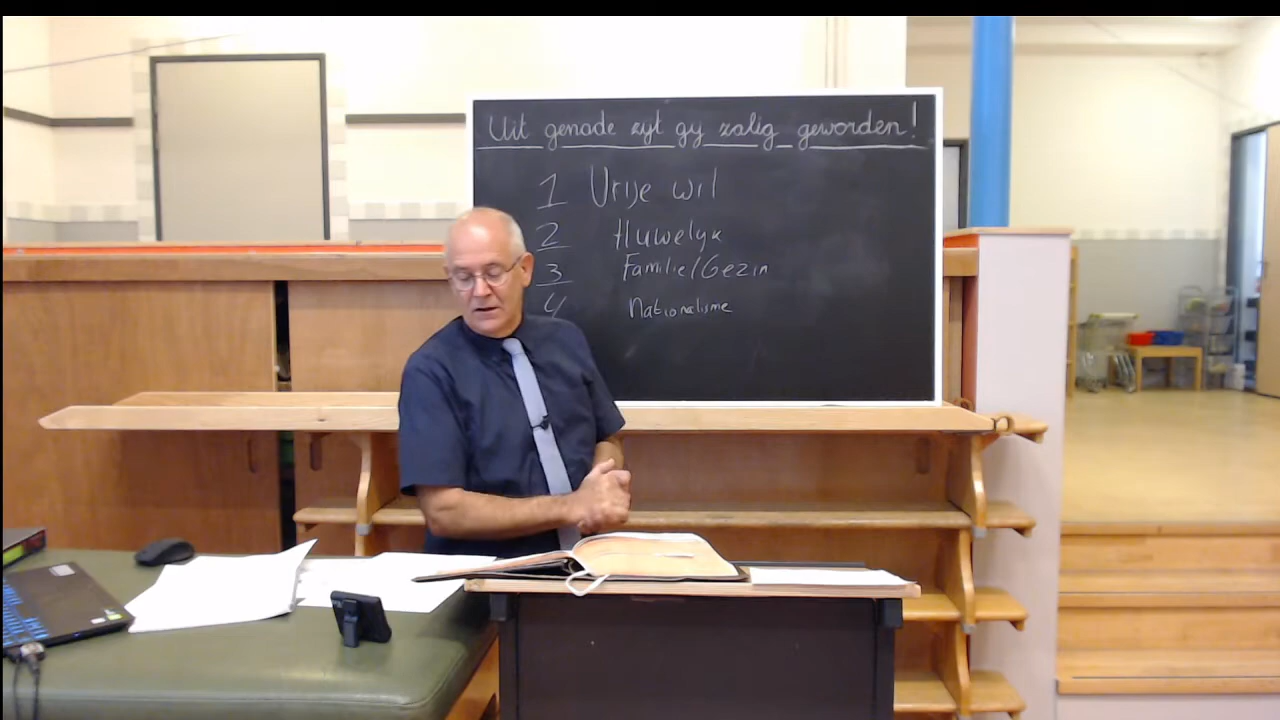 Uit genade zyt gy zalig geworden!
1 Vrije wil
2 Huwelyk
3 Familie/Gezin
4 Nationalisme